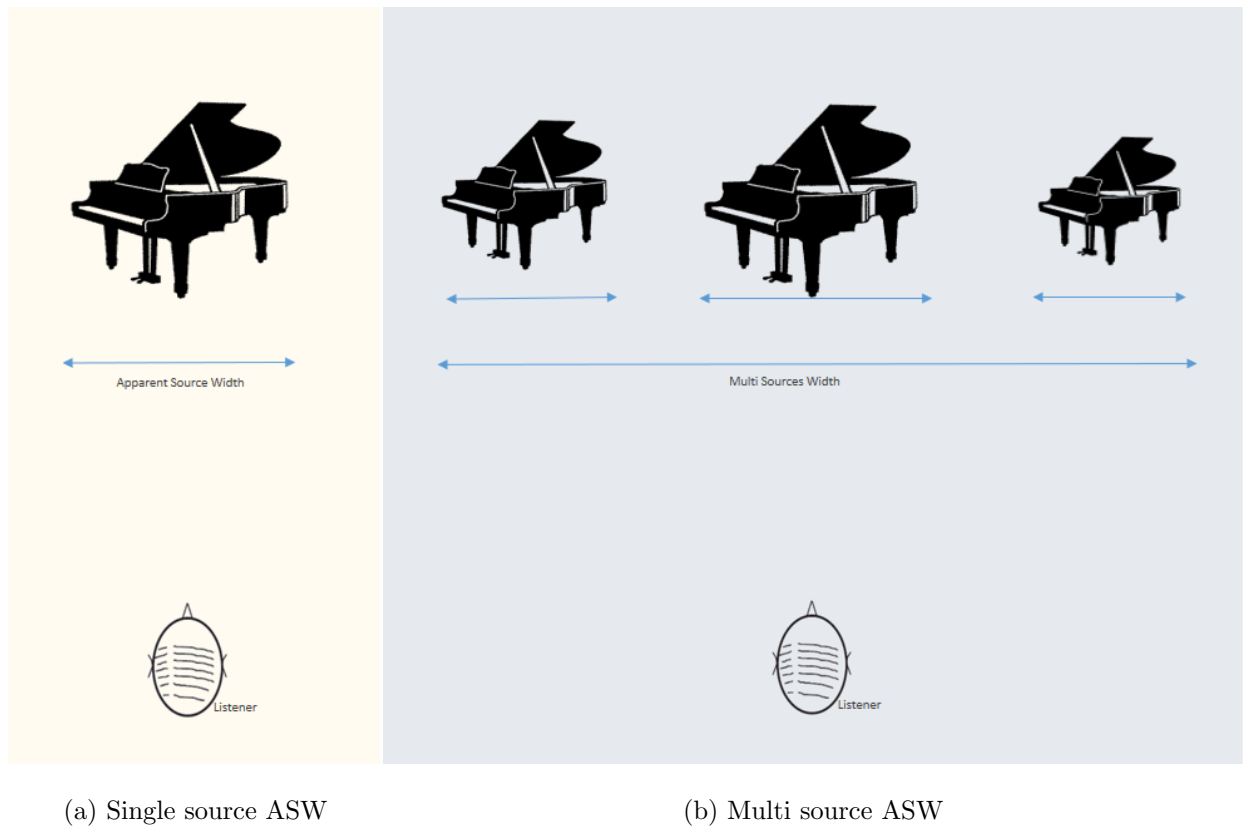 Apparent Source Width
Multi Sources Width
Listener
Listener
(a) Single source ASW
(b) Multi source ASW